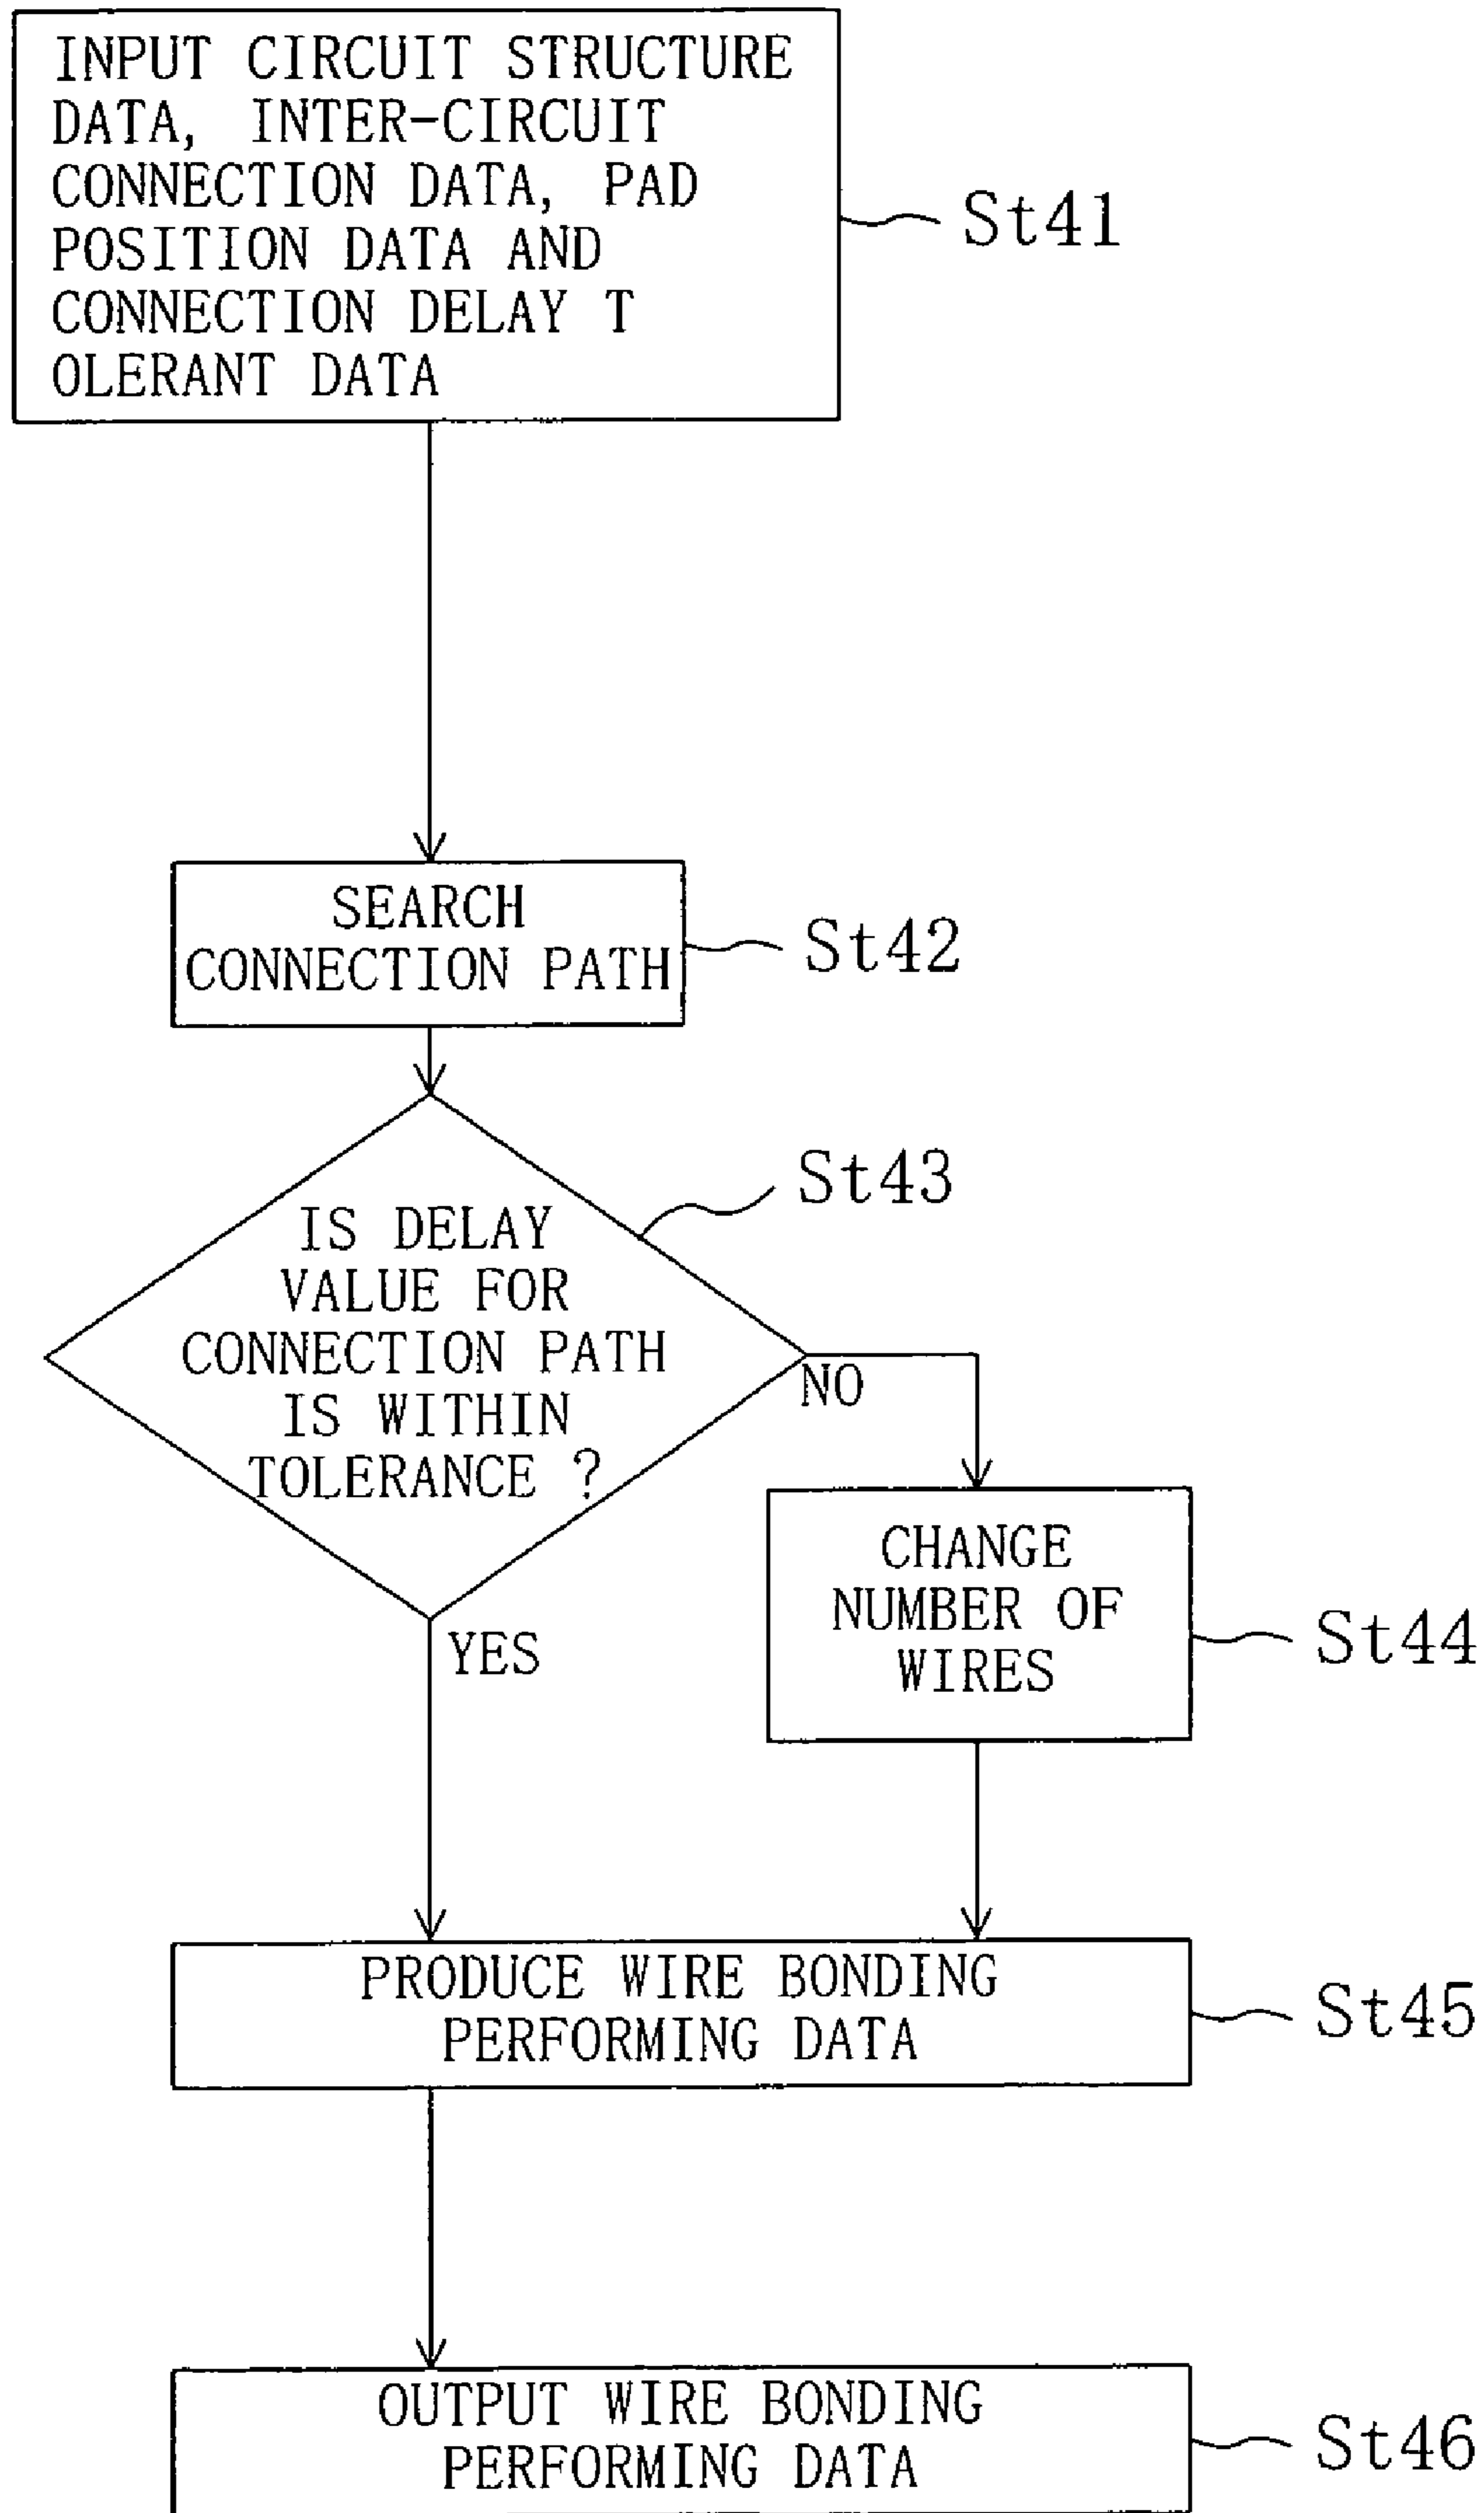 INPUT CIRCUIT STRUCTURE
DATA, INTER-CIRCUIT
CONNECTION DATA, PAD
POSITION DATA AND
CONNECTION DELAY T
OLERANT DATA
St41
SEARCH
CONNECTION PATH
St42
St43
IS DELAY
VALUE FOR
CONNECTION PATH
IS WITHIN
TOLERANCE ?
NO
YES
CHANGE
NUMBER OF
WIRES
St44
PRODUCE WIRE BONDING
PERFORMING DATA
St45
OUTPUT WIRE BONDING
PERFORMING DATA
St46